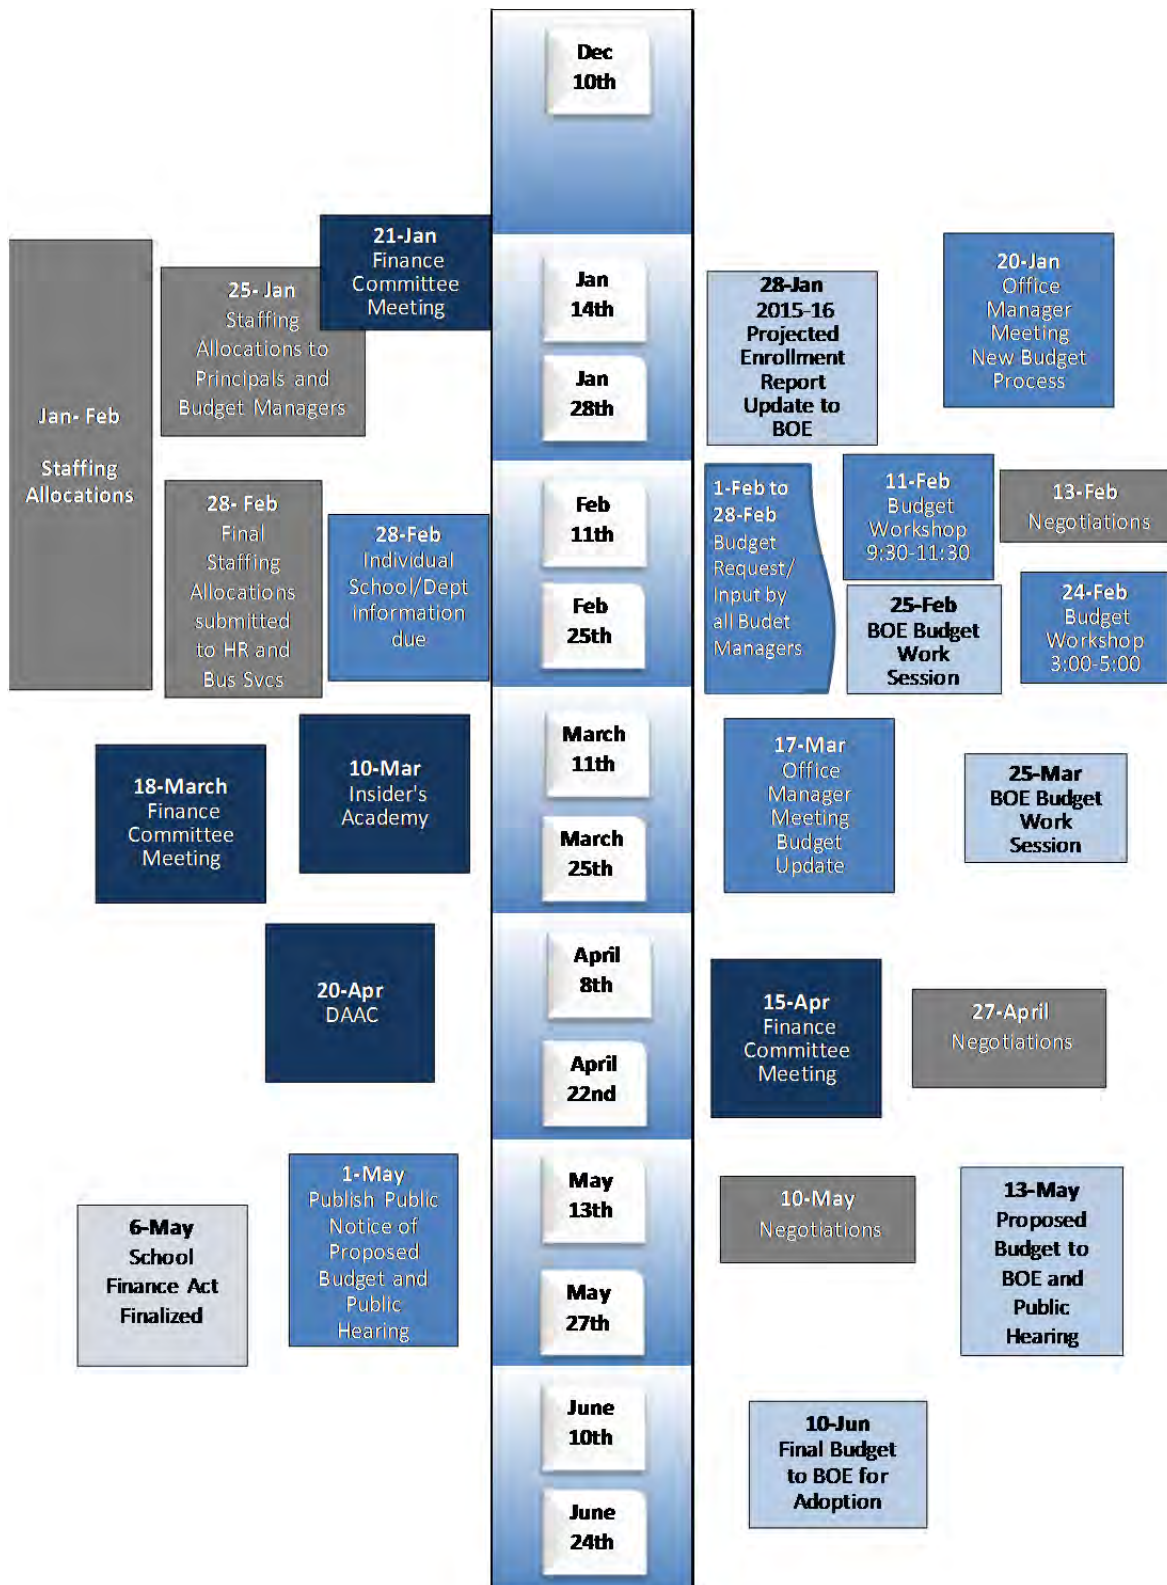 Dec
10th
21-Jan
Finance
Committee
Meeting
25- Jan
Staffing
Allocations to
Principals and
Budget Managers
Jan- Feb
Staffing
Allocations
Jan
14th
Jan
28th
28-Jan
2015-16
Projected
Enrollment
Report
Update to
BOE
20-Jan
Office
Manager
Meeting
New Budget
Process
28- Feb
Final
Staffing
Allocations
submitted
to HR and
Bus Svcs
28-Feb
Individual
School/Dept
information
due
Feb
11th
Feb
25th
1-Feb to
28-Feb
Budget
Request/
Input by
all Budet
Managers
11-Feb
Budget
Workshop
9:30-11:30
13-Feb
Negotiations
25-Feb
BOE Budget
Work
Session
24-Feb
Budget
Workshop
3:00-5:00
18-March
Finance
Committee
Meeting
10-Mar
Insider's
Academy
March
11th
March
25th
17-Mar
Office
Manager
Meeting
Budget
Update
25-Mar
BOE Budget
Work
Session
20-Apr
DAAC
April
8th
April
22nd
15-Apr
Finance
Committee
Meeting
27-April
Negotiations
6-May
School
Finance Act
Finalized
1-May
Publish Public
Notice of
Proposed
Budget and
Public
Hearing
May
13th
May
27th
10-May
Negotiations
13-May
Proposed
Budget to
BOE and
Public
Hearing
June
10th
June
24th
10-Jun
Final Budget
to BOE for
Adoption